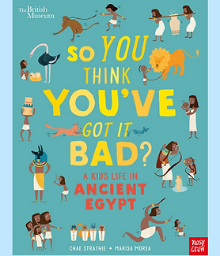 The British
Museum
SO YOU
THINK
YOU'VE
GOT IT
BAD?
A KID'S LIFE IN
ANCIENT
EGYPT
CHAE STRATHIE • MARISA MOREA
NOSY
CROW